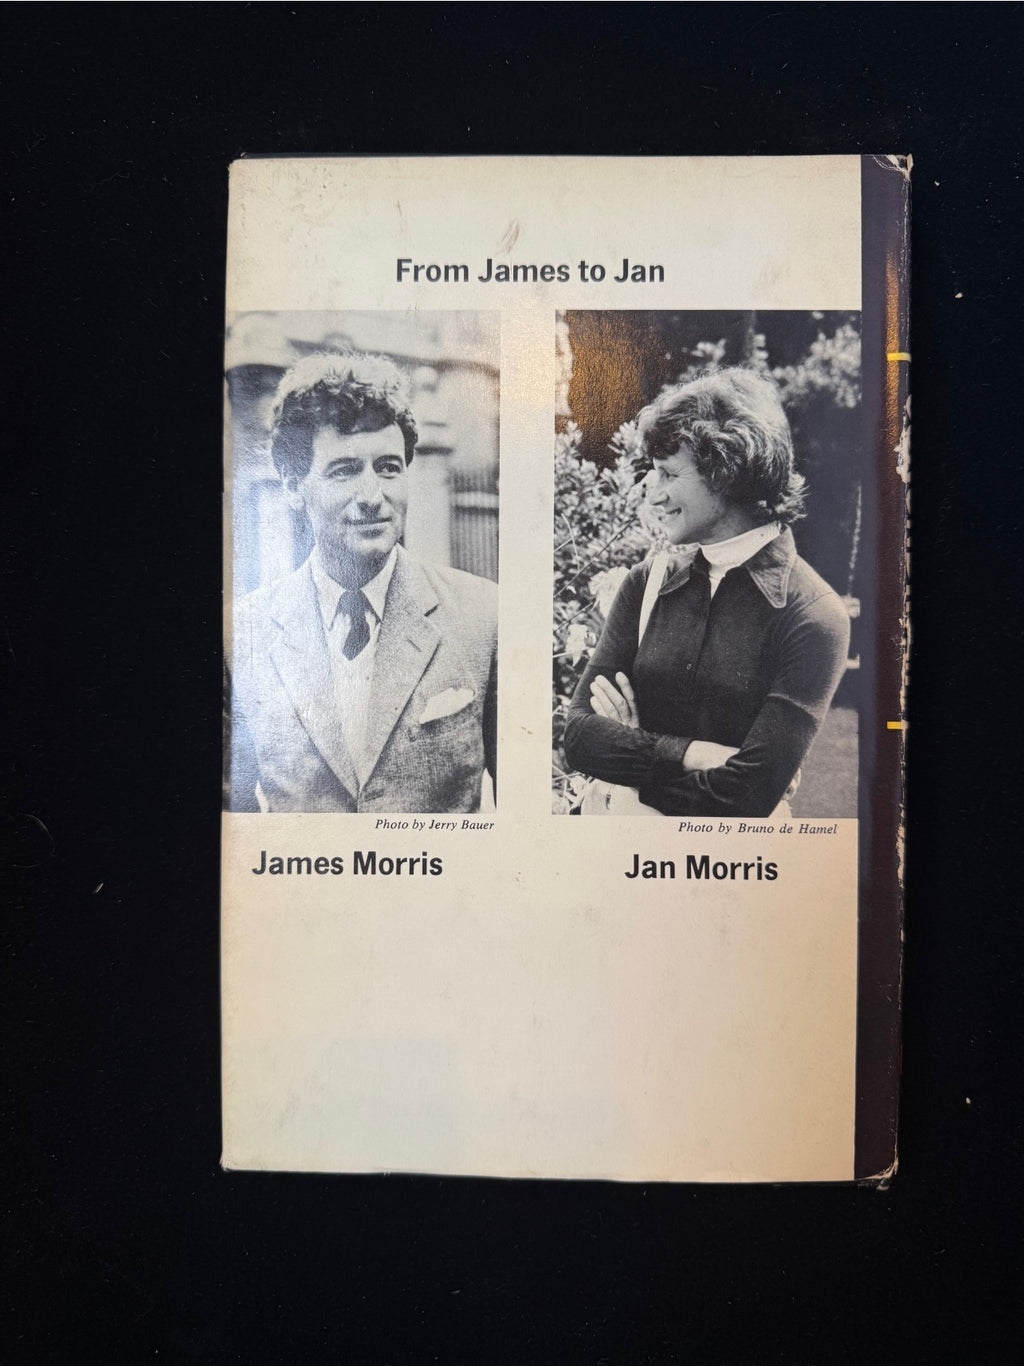 From James to Jan
Photo by Jerry Bauer
Photo by Bruno de Hamel
James Morris
Jan Morris